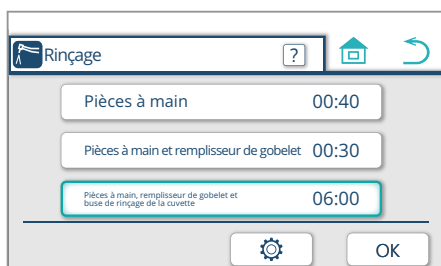 Rinçage ?
Pièces à main 00:40
Pièces à main et remplisseur de gobelet 00:30
Pièces à main, remplisseur de gobelet et
buse de rinçage de la cuvette 06:00
OK